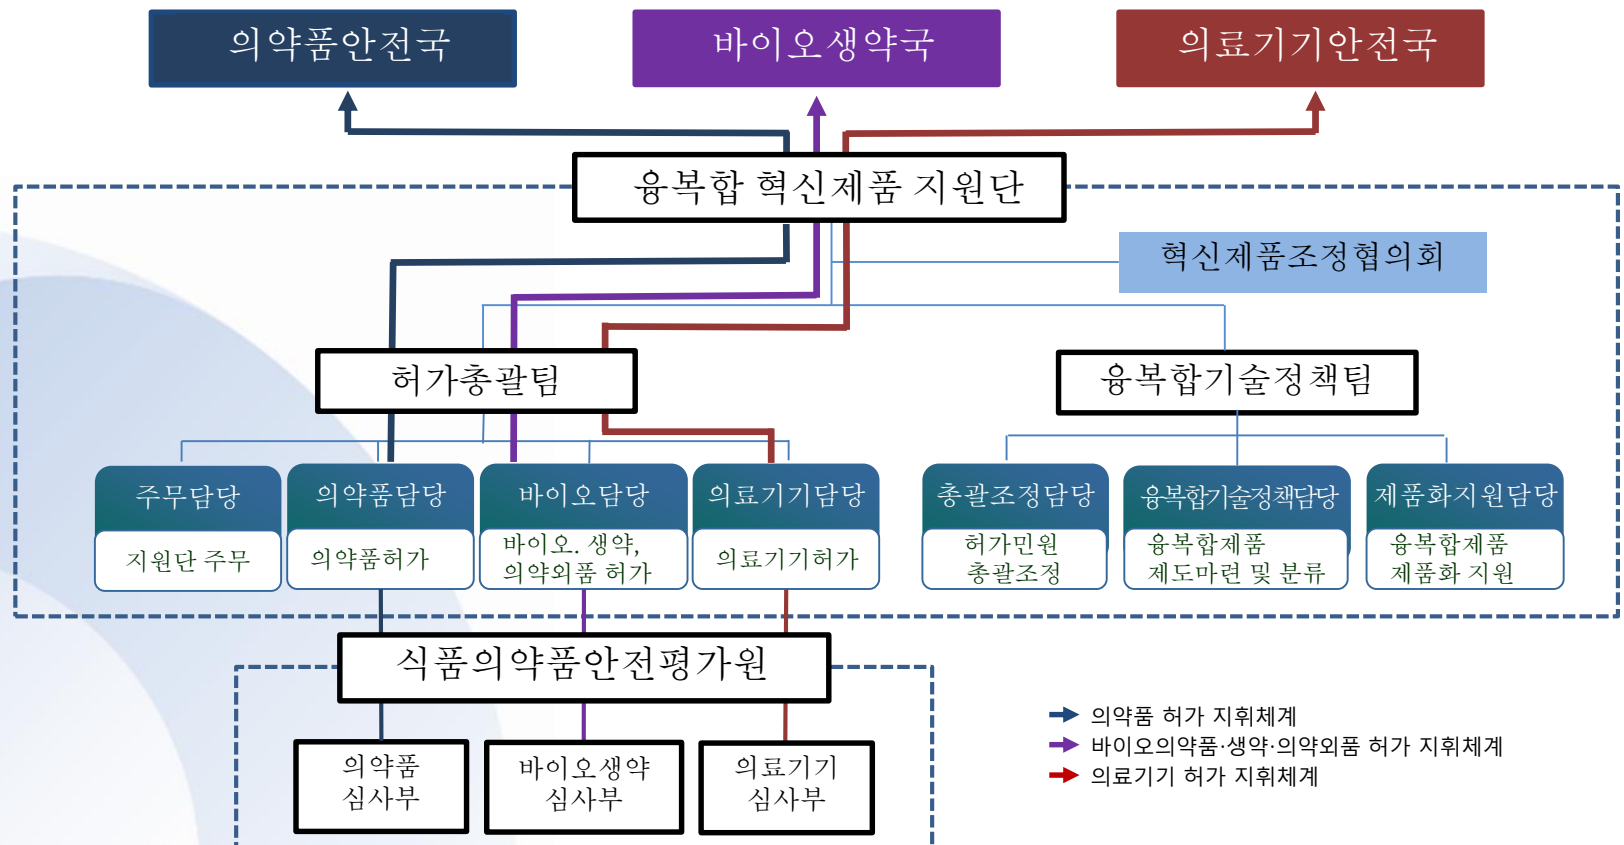 의약품안전국
바이오생약국
의료기기안전국
융복합 혁신제품 지원단
혁신제품조정협의회
허가총괄팀
융복합기술정책팀
주무담당
의약품담당
바이오담당
의료기기담당
총괄조정담당
융복합기술정책담당
제품화지원담당
지원단 주무
의약품허가
바이오. 생약,
의약외품 허가
의료기기허가
허가민원
총괄조정
융복합제품
제도마련 및 분류
융복합제품
제품화 지원
식품의약품안전평가원
의약품
심사부
바이오생약
심사부
의료기기
심사부
의약품 허가 지휘체계
바이오의약품·생약·의약외품 허가 지휘체계
의료기기 허가 지휘체계